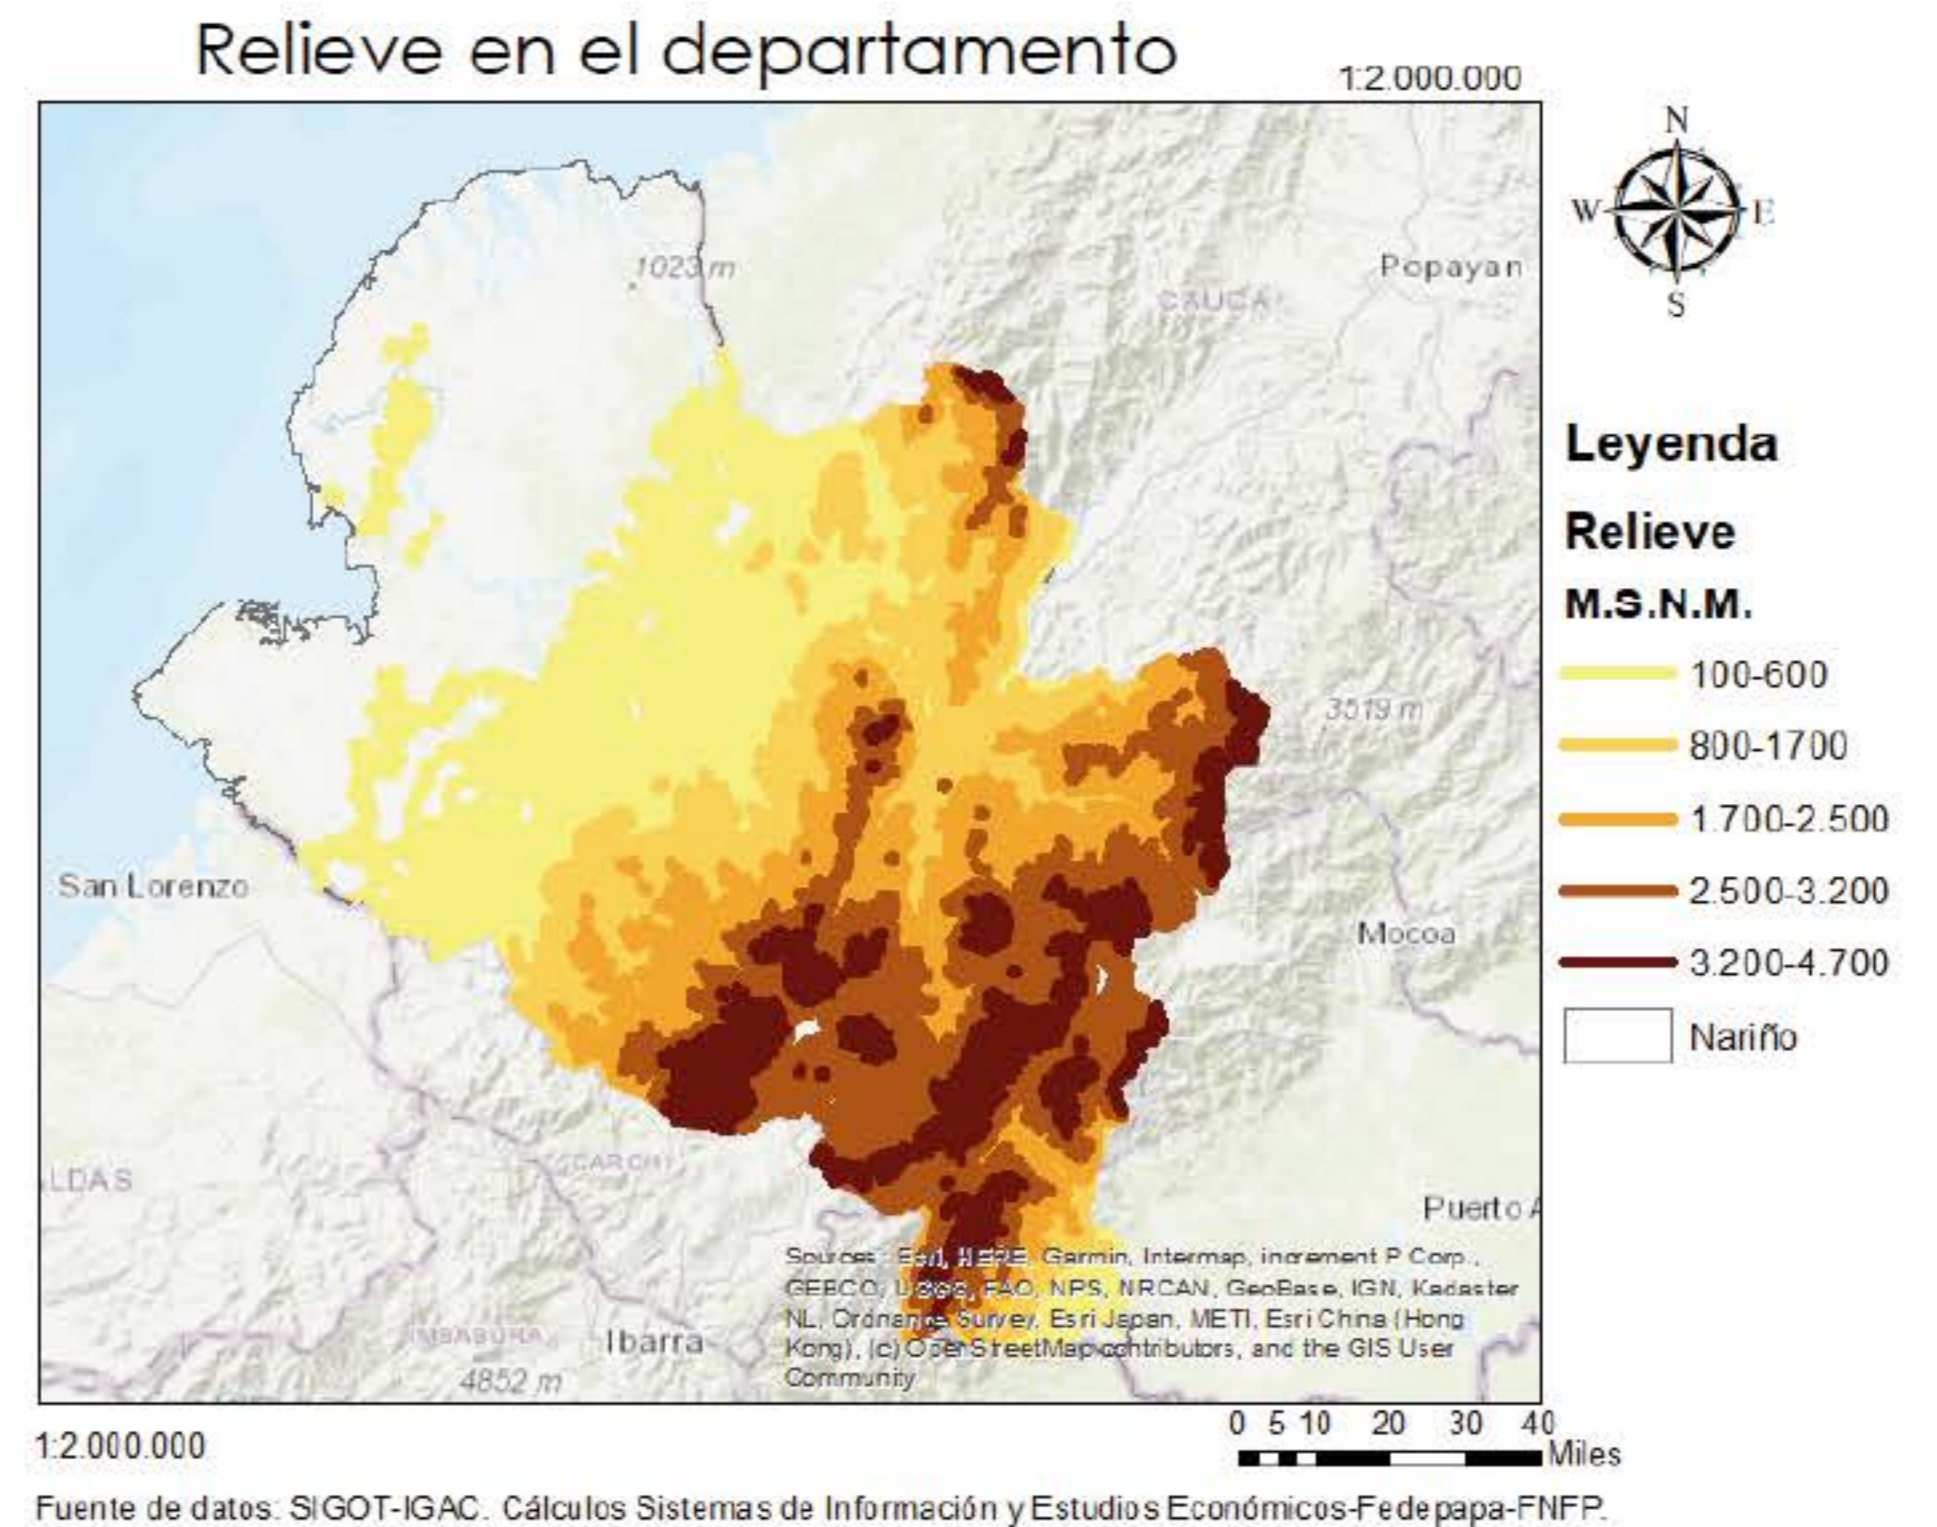 Relieve en el departamento
1:2.000.000
N
W
E
S
1023 m
Popayan
CAUCA
Leyenda
Relieve
M.S.N.M.
100-600
3519 m
800-1700
1.700-2.500
San Lorenzo
2.500-3.200
Mocoa
3.200-4.700
Nariño
CARCHI
LDAS
Puerto A
Sources: Esri, HERE, Garmin, Intermap, increment P Corp.,
GEBCO, USGS, FAO, NPS, NRCAN, GeoBase, IGN, Kadaster
NL, Ordnance Survey, Esri Japan, METI, Esri China (Hong
Kong), (c) OpenStreetMap contributors, and the GIS User
Community
IMBABURA
Ibarra
4852 m
0 5 10 20 30 40
Miles
1:2.000.000
Fuente de datos: SIGOT-IGAC. Cálculos Sistemas de Información y Estudios Económicos-Fedepapa-FNFP.